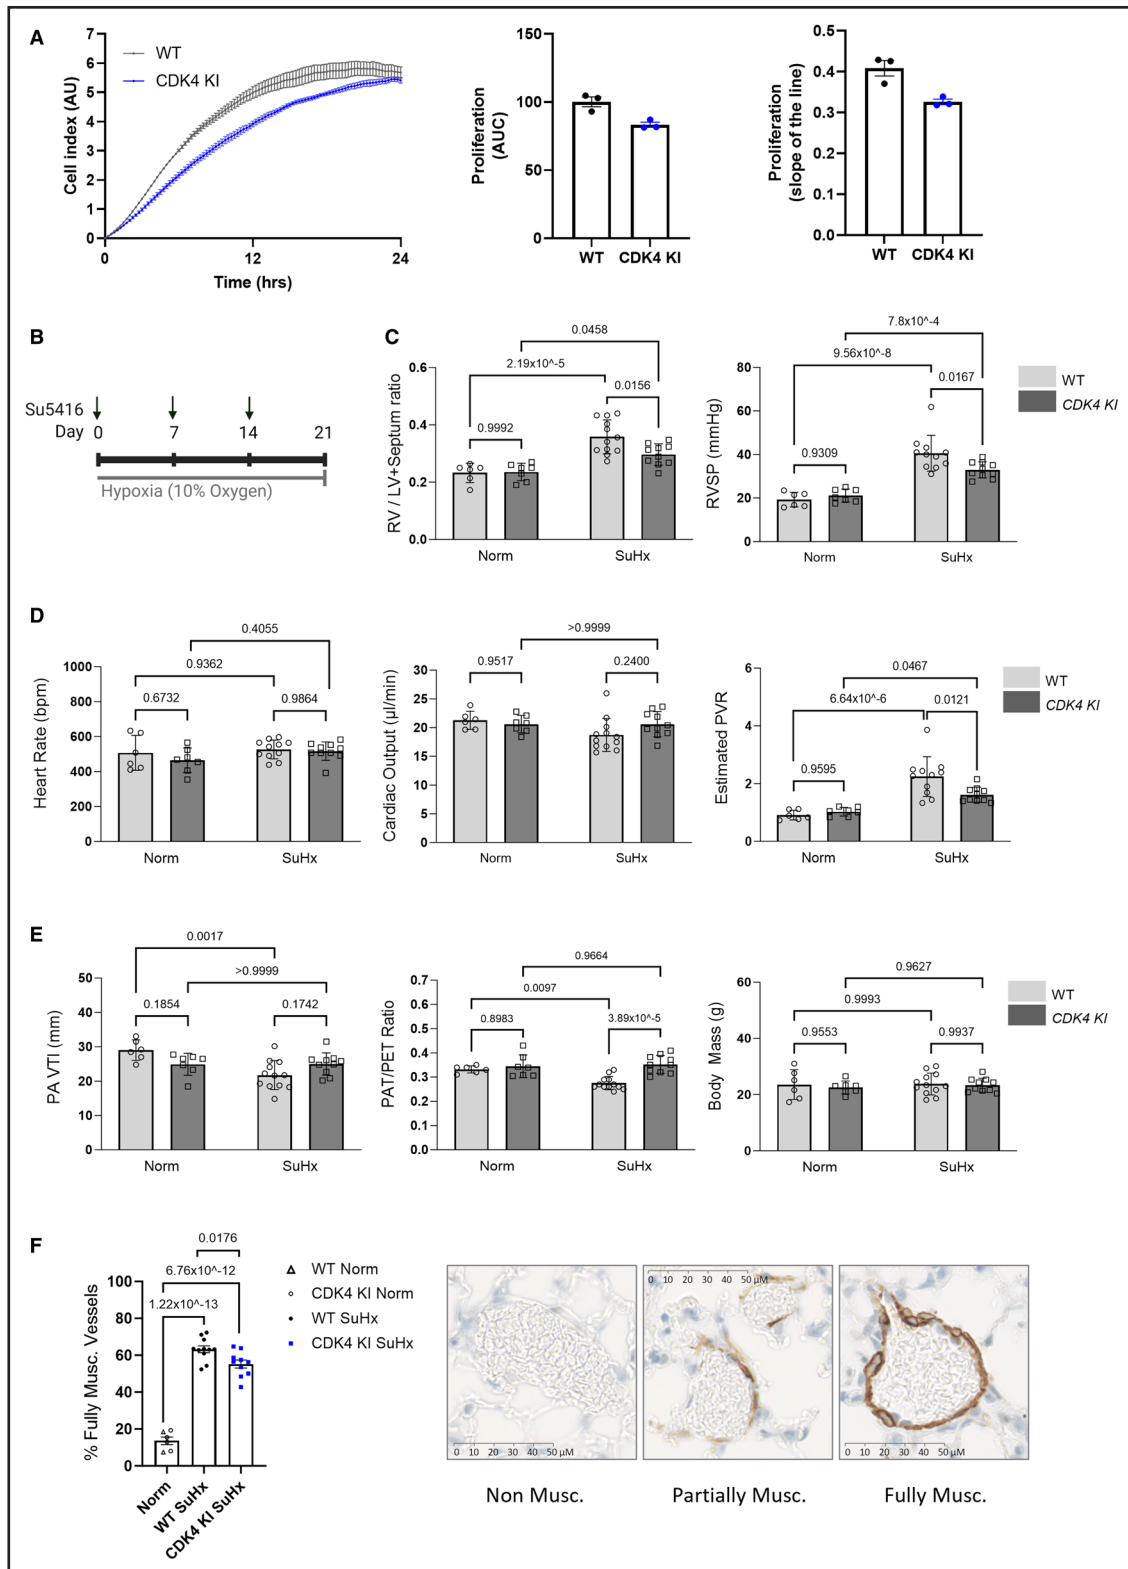 A
7
6
5
4
3
2
1
0
Cell index (AU)
WT
CDK4 KI
0
12
24
Time (hrs)
150
100
50
0
Proliferation
(AUC)
WT
CDK4 KI
0.5
0.4
0.3
0.2
0.1
0.0
Proliferation
(slope of the line)
WT
CDK4 KI
B
Su5416
Day
0
7
14
21
Hypoxia (10% Oxygen)
C
0.0458
2.19x10^-5
0.0156
0.9992
0.6
0.4
0.2
0.0
RV / LV+Septum ratio
Norm
SuHx
7.8x10^-4
9.56x10^-8
0.0167
0.9309
80
60
40
20
0
RVSP (mmHg)
Norm
SuHx
WT
CDK4 KI
D
0.4055
0.9362
0.6732
0.9864
1000
800
600
400
200
0
Heart Rate (bpm)
Norm
SuHx
>0.9999
0.9517
0.2400
30
25
20
15
10
5
0
Cardiac Output (µl/min)
Norm
SuHx
0.0467
6.64x10^-6
0.0121
0.9595
6
4
2
0
Estimated PVR
Norm
SuHx
WT
CDK4 KI
E
0.0017
>0.9999
0.1854
0.1742
50
40
30
20
10
0
PA VTI (mm)
Norm
SuHx
0.9664
0.0097
0.8983
3.89x10^-5
0.7
0.6
0.5
0.4
0.3
0.2
0.1
0.0
PAT/PET Ratio
Norm
SuHx
0.9627
0.9993
0.9553
0.9937
60
40
20
0
Body Mass (g)
Norm
SuHx
WT
CDK4 KI
F
0.0176
6.76x10^-12
1.22x10^-13
100
80
60
40
20
0
% Fully Musc. Vessels
Norm
WT SuHx
CDK4 KI SuHx
WT Norm
CDK4 KI Norm
WT SuHx
CDK4 KI SuHx
0 10 20 30 40 50 µM
0 10 20 30 40 50 µM
0 10 20 30 40 50 µM
0 10 20 30 40 50 µM
Non Musc.
Partially Musc.
Fully Musc.